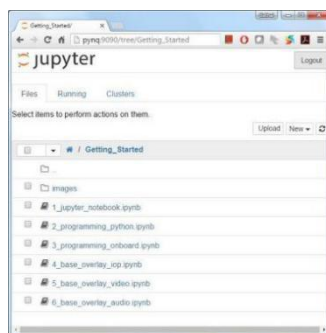 Getting_Started/
pynq:9090/tree/Getting_Started
jupyter
Logout
Files Running Clusters
Select items to perform actions on them.
Upload New
/ Getting_Started
..
images
1_jupyter_notebook.ipynb
2_programming_python.ipynb
3_programming_onboard.ipynb
4_base_overlay_iop.ipynb
5_base_overlay_video.ipynb
6_base_overlay_audio.ipynb